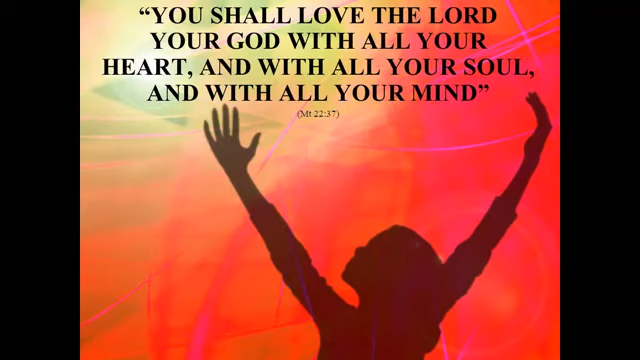 “YOU SHALL LOVE THE LORD
YOUR GOD WITH ALL YOUR
HEART, AND WITH ALL YOUR SOUL,
AND WITH ALL YOUR MIND”
(Mt 22:37)